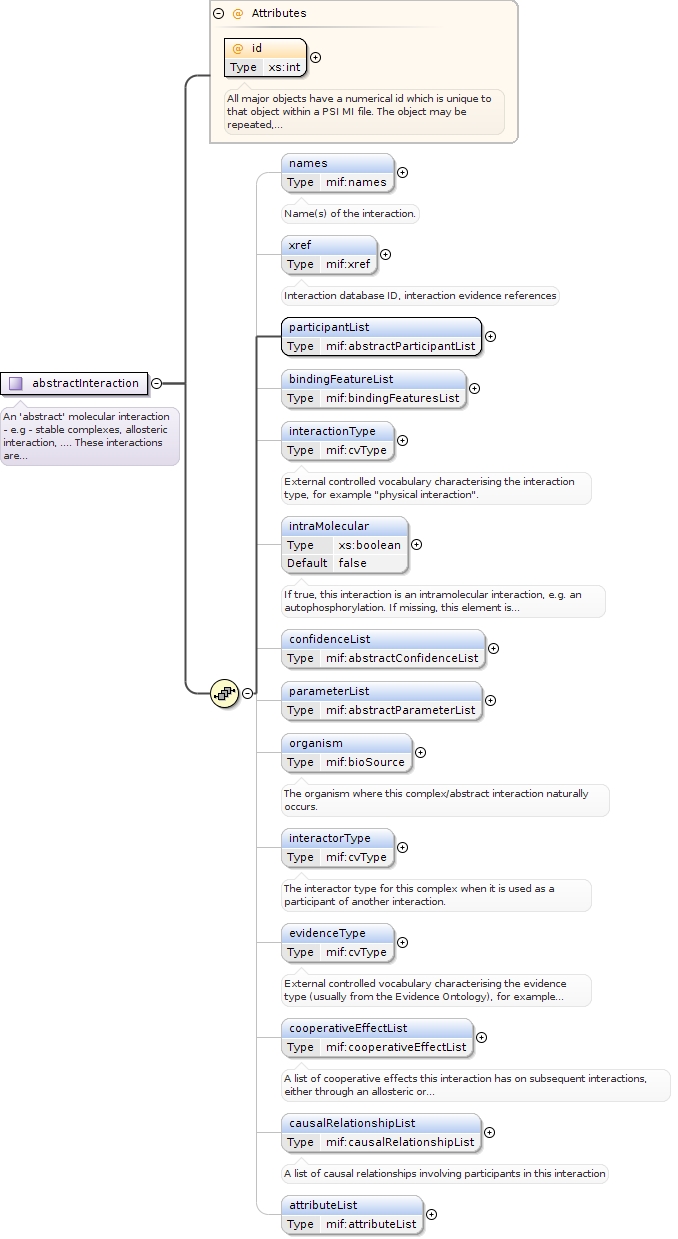 @ Attributes
@ id
Type xs:int
All major objects have a numerical id which is unique to
that object within a PSI MI file. The object may be
repeated,...
names
Type mif:names
Name(s) of the interaction.
xref
Type mif:xref
Interaction database ID, interaction evidence references
participantList
Type mif:abstractParticipantList
bindingFeatureList
Type mif:bindingFeaturesList
abstractInteraction
An 'abstract' molecular interaction
- e.g - stable complexes, allosteric
interaction, .... These interactions
are...
interactionType
Type mif:cvType
External controlled vocabulary characterising the interaction
type, for example "physical interaction".
intraMolecular
Type xs:boolean
Default false
If true, this interaction is an intramolecular interaction, e.g. an
autophosphorylation. If missing, this element is...
confidenceList
Type mif:abstractConfidenceList
parameterList
Type mif:abstractParameterList
organism
Type mif:bioSource
The organism where this complex/abstract interaction naturally
occurs.
interactorType
Type mif:cvType
The interactor type for this complex when it is used as a
participant of another interaction.
evidenceType
Type mif:cvType
External controlled vocabulary characterising the evidence
type (usually from the Evidence Ontology), for example...
cooperativeEffectList
Type mif:cooperativeEffectList
A list of cooperative effects this interaction has on subsequent interactions,
either through an allosteric or...
causalRelationshipList
Type mif:causalRelationshipList
A list of causal relationships involving participants in this interaction
attributeList
Type mif:attributeList